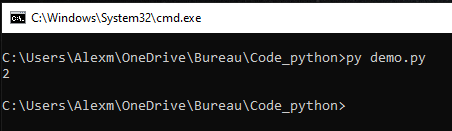 C:\Windows\System32\cmd.exe
C:\Users\Alexm\OneDrive\Bureau\Code_python>py demo.py
2
C:\Users\Alexm\OneDrive\Bureau\Code_python>